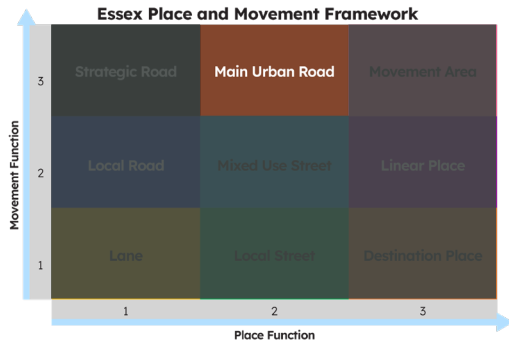 Essex Place and Movement Framework
Movement Function
3
Strategic Road
Main Urban Road
Movement Area
2
Local Road
Mixed Use Street
Linear Place
1
Lane
Local Street
Destination Place
1
2
3
Place Function